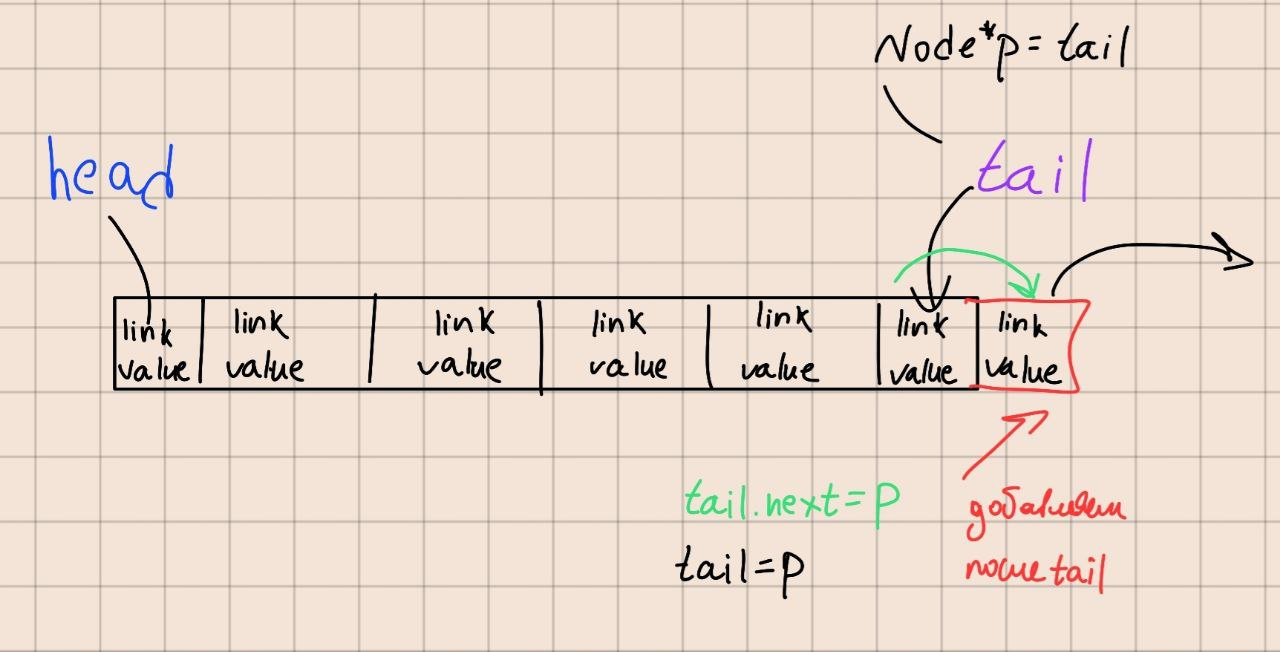 Node*p= tail
head
tail
link link link link link link link
value value value value value value value
tail.next=p
tail=p
добавляем
после tail